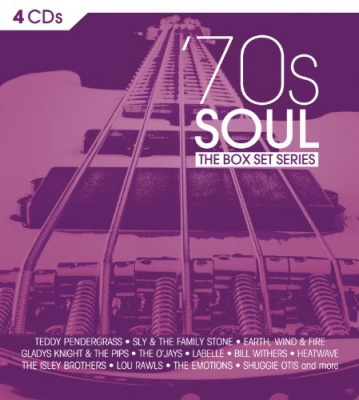 4 CDs
'70s
SOUL
THE BOX SET SERIES
TEDDY PENDERGRASS • SLY & THE FAMILY STONE • EARTH, WIND & FIRE
GLADYS KNIGHT & THE PIPS • THE O'JAYS • LABELLE • BILL WITHERS • HEATWAVE
THE ISLEY BROTHERS • LOU RAWLS • THE EMOTIONS • SHUGGIE OTIS and more